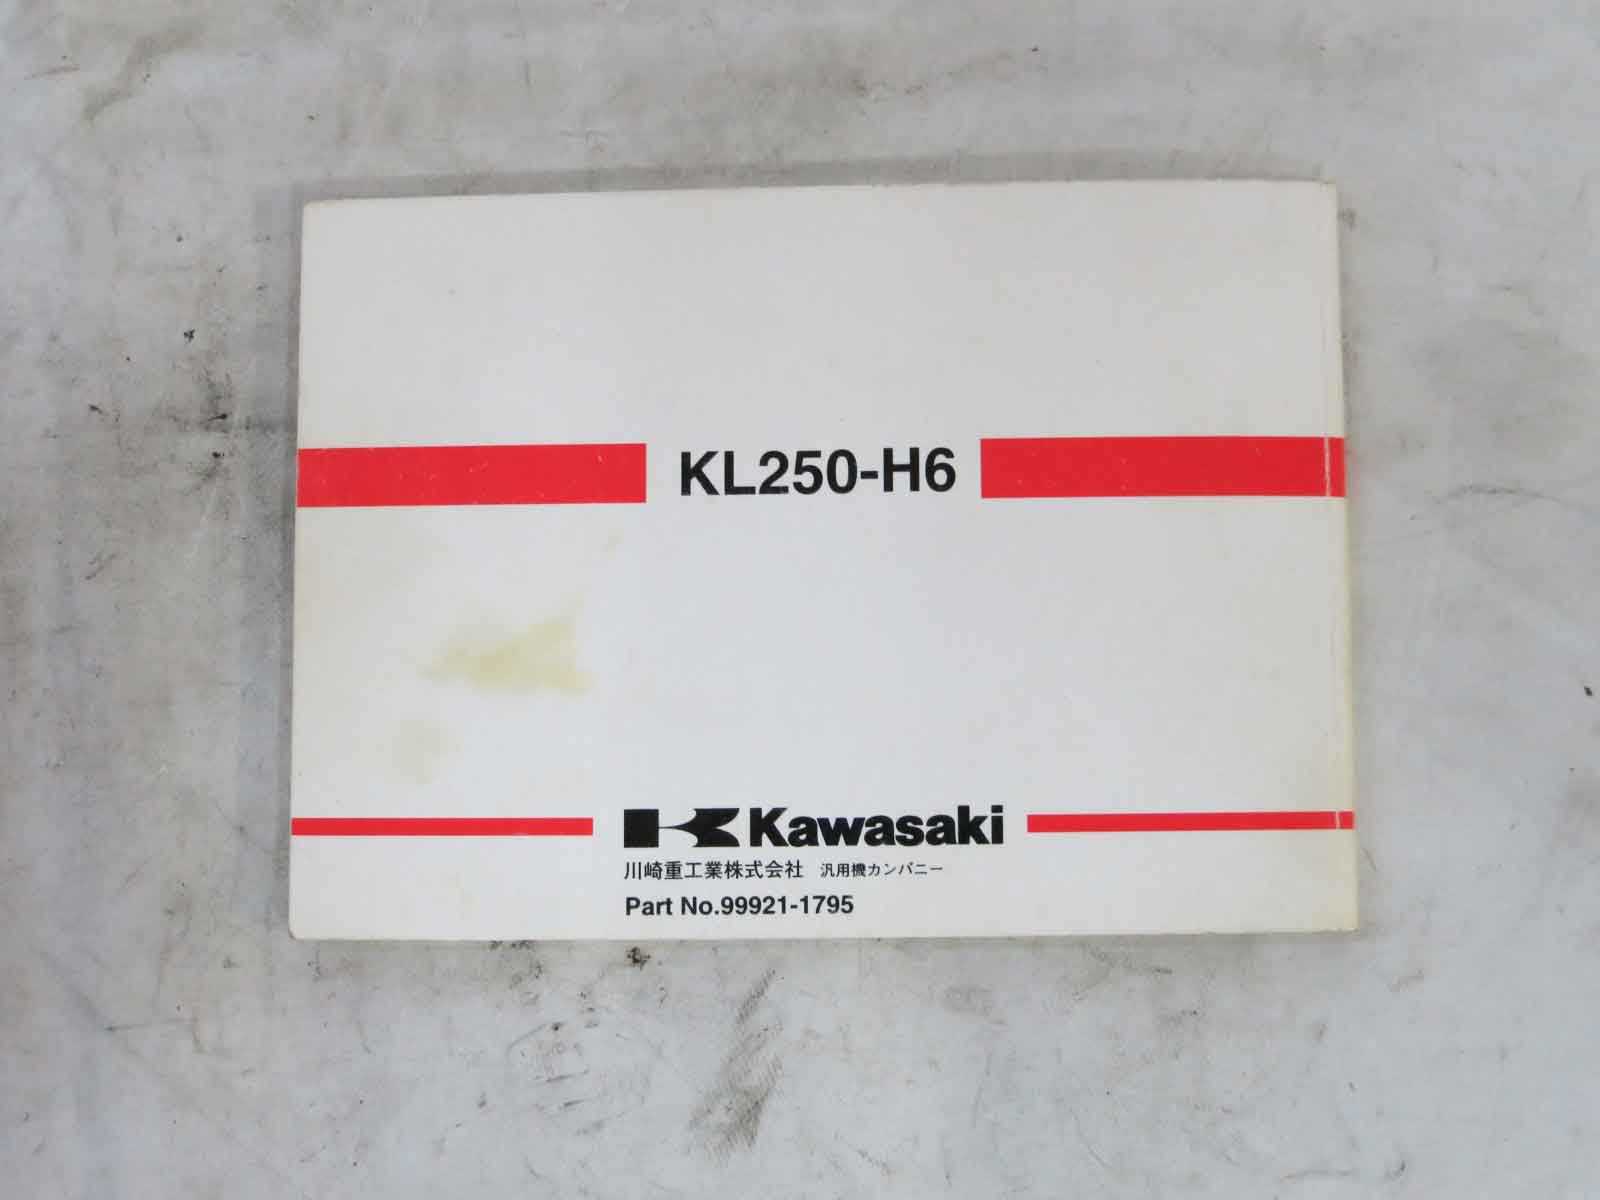 KL250-H6
Kawasaki
川崎重工業株式会社 汎用機カンパニー
Part No.99921-1795